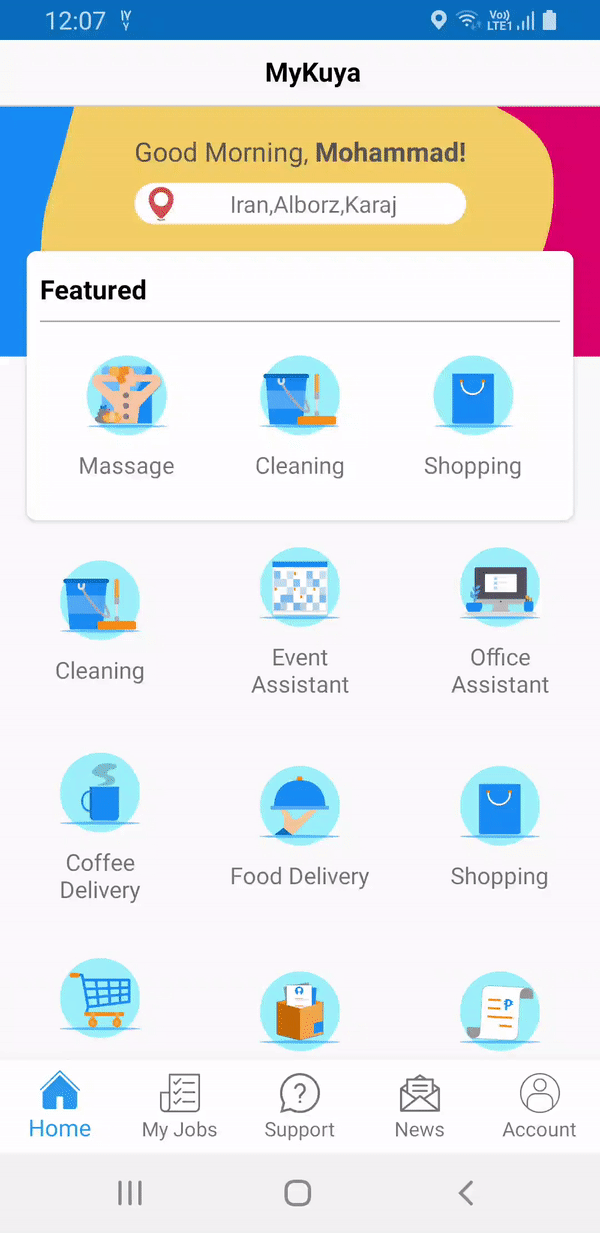 12:07
Vo))
LTE1
MyKuya
Good Morning, Mohammad!
Iran,Alborz,Karaj
Featured
Massage Cleaning Shopping
Cleaning
Event
Assistant
Office
Assistant
Coffee
Delivery
Food Delivery
Shopping
Home My Jobs Support News Account